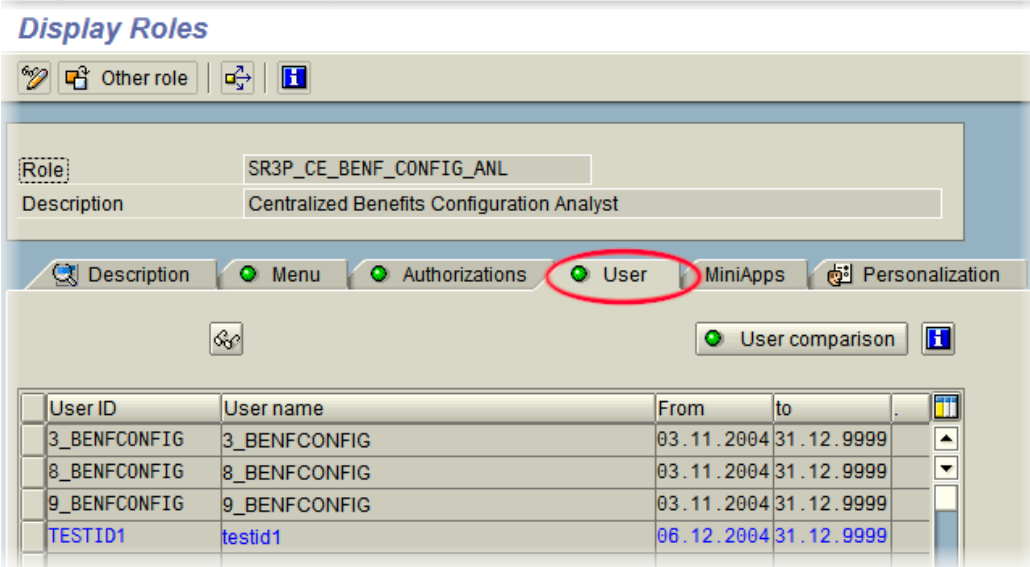 Display Roles
Other role
Role
SR3P_CE_BENF_CONFIG_ANL
Description
Centralized Benefits Configuration Analyst
Description Menu Authorizations User MiniApps Personalization
User comparison
User ID User name From to .
3_BENFCONFIG 3_BENFCONFIG 03.11.2004 31.12.9999
8_BENFCONFIG 8_BENFCONFIG 03.11.2004 31.12.9999
9_BENFCONFIG 9_BENFCONFIG 03.11.2004 31.12.9999
TESTID1 testid1 06.12.2004 31.12.9999